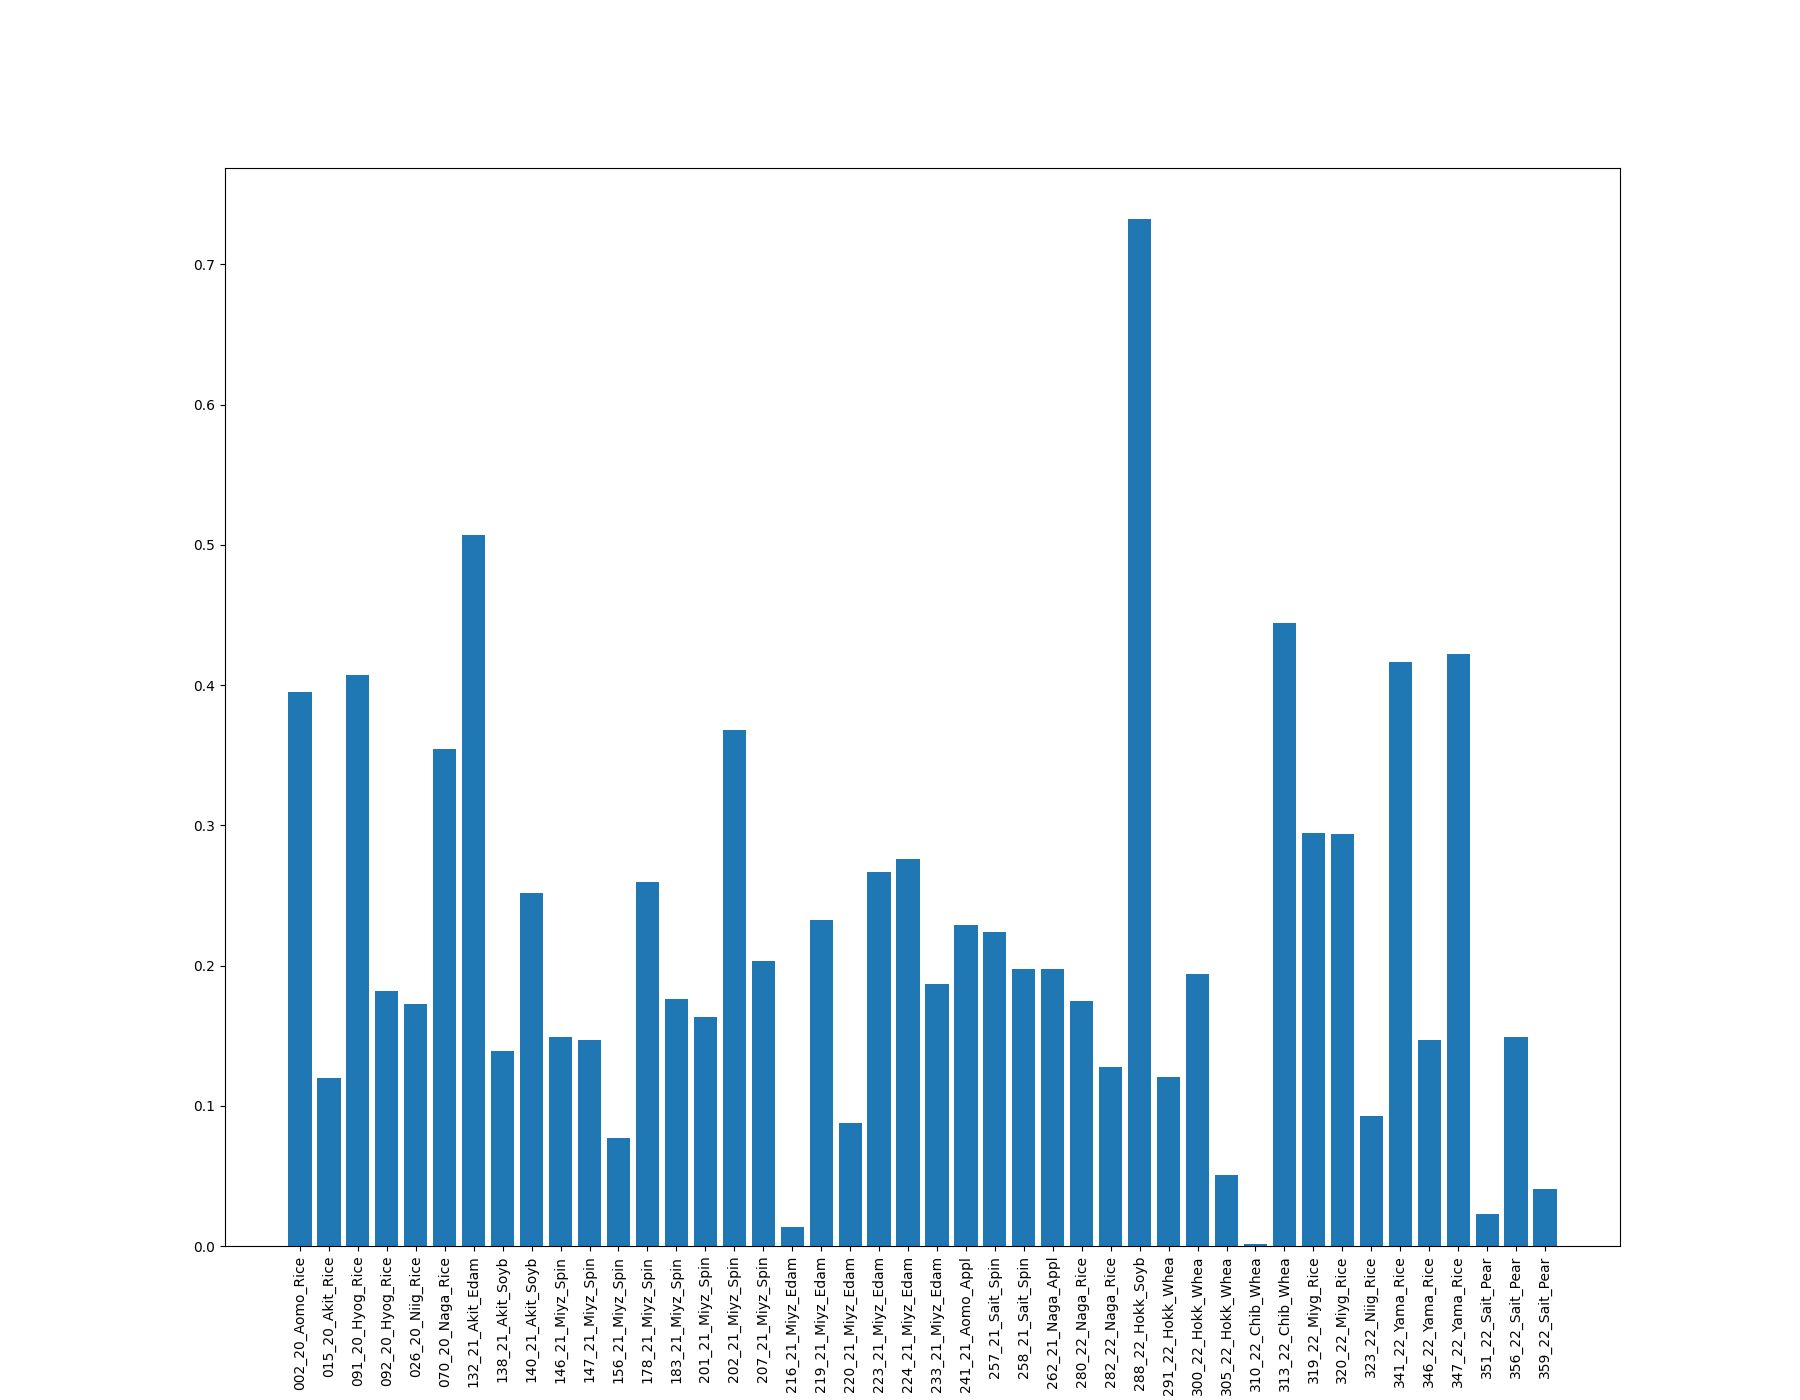 0.7
0.6
0.5
0.4
0.3
0.2
0.1
0.0
002_20_Aomo_Rice
015_20_Akit_Rice
091_20_Hyog_Rice
092_20_Hyog_Rice
026_20_Niig_Rice
070_20_Naga_Rice
132_21_Akit_Edam
138_21_Akit_Soyb
140_21_Akit_Soyb
146_21_Miyz_Spin
147_21_Miyz_Spin
156_21_Miyz_Spin
178_21_Miyz_Spin
183_21_Miyz_Spin
201_21_Miyz_Spin
202_21_Miyz_Spin
207_21_Miyz_Spin
216_21_Miyz_Edam
219_21_Miyz_Edam
220_21_Miyz_Edam
223_21_Miyz_Edam
224_21_Miyz_Edam
233_21_Miyz_Edam
241_21_Aomo_Appl
257_21_Sait_Spin
258_21_Sait_Spin
262_21_Naga_Appl
280_22_Naga_Rice
282_22_Naga_Rice
288_22_Hokk_Soyb
291_22_Hokk_Whea
300_22_Hokk_Whea
305_22_Hokk_Whea
310_22_Chib_Whea
313_22_Chib_Whea
319_22_Miyg_Rice
320_22_Miyg_Rice
323_22_Niig_Rice
341_22_Yama_Rice
346_22_Yama_Rice
347_22_Yama_Rice
351_22_Sait_Pear
356_22_Sait_Pear
359_22_Sait_Pear